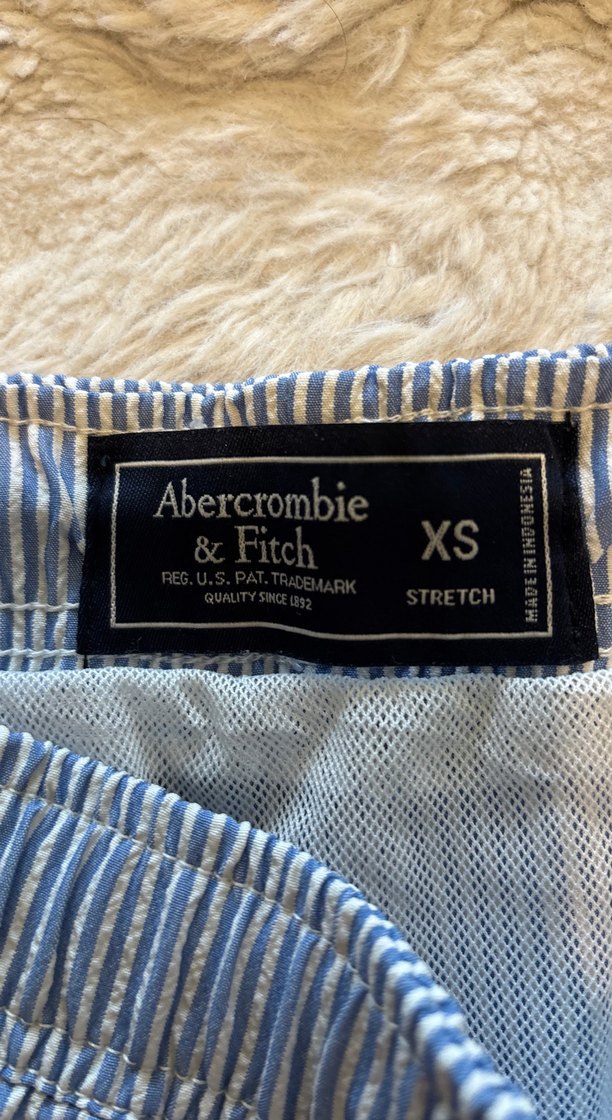 Abercrombie
& Fitch
REG. U.S. PAT. TRADEMARK
QUALITY SINCE 1892
XS
STRETCH
MADE IN INDONESIA